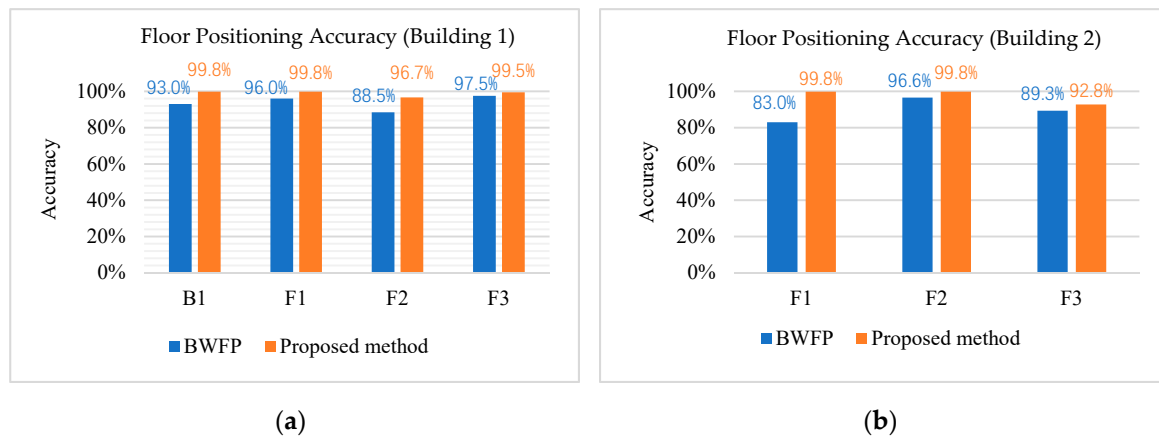 Floor Positioning Accuracy (Building 1)
93.0% 99.8% 96.0% 99.8% 88.5% 96.7% 97.5% 99.5%
100%
80%
60%
40%
20%
0%
Accuracy
B1 F1 F2 F3
BWFP Proposed method
(a)
Floor Positioning Accuracy (Building 2)
83.0% 99.8% 96.6% 99.8% 89.3% 92.8%
100%
80%
60%
40%
20%
0%
Accuracy
F1 F2 F3
BWFP Proposed method
(b)